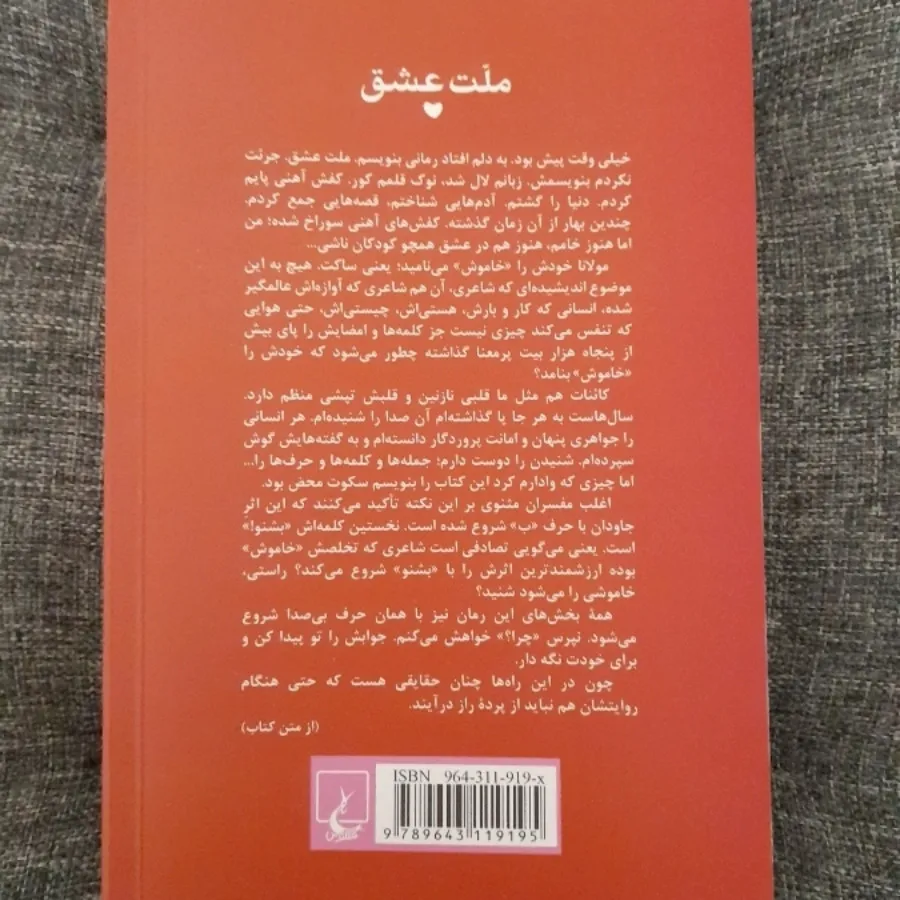 ملّت عشق
خیلی وقت پیش بود. به دلم افتاد رمانی بنویسم. ملت عشق. جرئت
نکردم بنویسمش. زبانم لال شد، نوک قلمم کور. کفش آهنی پایم
کردم. دنیا را گشتم. آدم‌هایی شناختم، قصه‌هایی جمع کردم.
چندین بهار از آن زمان گذشته. کفش‌های آهنی سوراخ شده؛ من
اما هنوز خامم، هنوز هم در عشق همچو کودکان ناشی...
مولانا خودش را «خاموش» می‌نامید؛ یعنی ساکت. هیچ به این
موضوع اندیشیده‌ای که شاعری، آن هم شاعری که آوازه‌اش عالمگیر
شده، انسانی که کار و بارش، هستی‌اش، چیستی‌اش، حتی هوایی
که تنفس می‌کند چیزی نیست جز کلمه‌ها و امضایش را پای بیش
از پنجاه هزار بیت پرمعنا گذاشته چطور می‌شود که خودش را
«خاموش» بنامد؟
کائنات هم مثل ما قلبی نازنین و قلبش تپشی منظم دارد.
سال‌هاست به هر جا پا گذاشته‌ام آن صدا را شنیده‌ام. هر انسانی
را جواهری پنهان و امانت پروردگار دانسته‌ام و به گفته‌هایش گوش
سپرده‌ام. شنیدن را دوست دارم؛ جمله‌ها و کلمه‌ها و حرف‌ها را...
اما چیزی که وادارم کرد این کتاب را بنویسم سکوت محض بود.
اغلب مفسران مثنوی بر این نکته تأکید می‌کنند که این اثرِ
جاودان با حرف «ب» شروع شده است. نخستین کلمه‌اش «بشنو!»
است. یعنی می‌گویی تصادفی است شاعری که تخلصش «خاموش»
بوده ارزشمندترین اثرش را با «بشنو» شروع می‌کند؟ راستی،
خاموشی را می‌شود شنید؟
همهٔ بخش‌های این رمان نیز با همان حرف بی‌صدا شروع
می‌شود. نپرس «چرا؟» خواهش می‌کنم. جوابش را تو پیدا کن و
برای خودت نگه دار.
چون در این راه‌ها چنان حقایقی هست که حتی هنگام
روایتشان هم نباید از پردهٔ راز درآیند.
(از متن کتاب)
ISBN 964-311-919-x
9 789643 119195